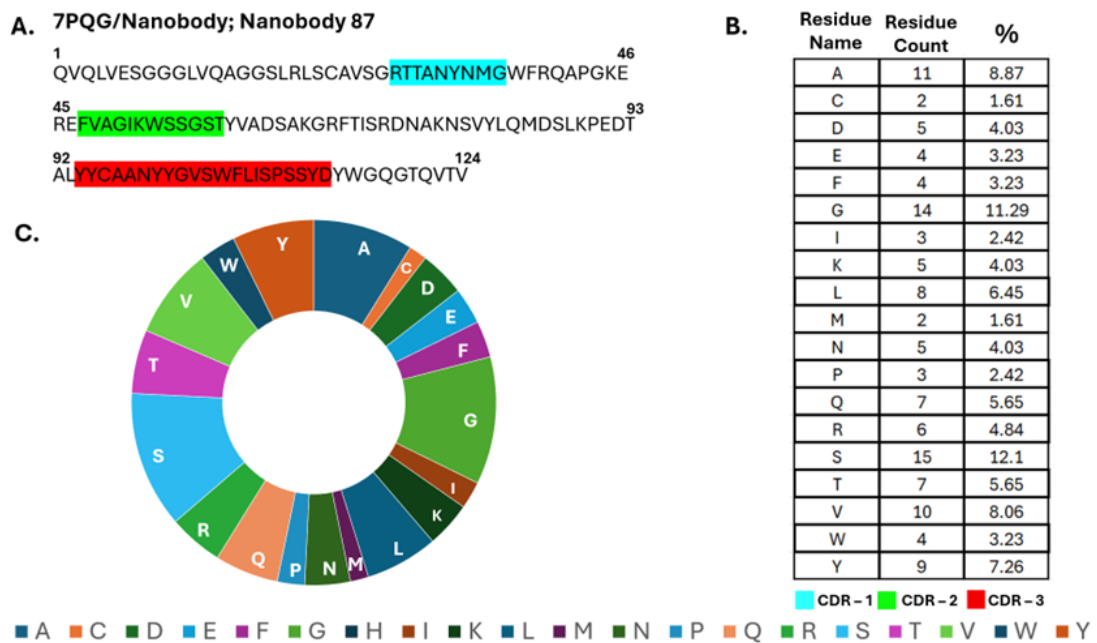 A. 7PQG/Nanobody; Nanobody 87
1 46
QVQLVESGGGLVQAGGSLRLSCAVSGRTTANYNMGWFRQAPGKE
45 93
REFVAGIKWSSGSTYVADSAKGRFTISRDNAKNSVYLQMDSLKPEDT
92 124
ALYYCAANYYGVSWFLISPSSYDYWGQGTQVTV
B.
Residue Name Residue Count %
A 11 8.87
C 2 1.61
D 5 4.03
E 4 3.23
F 4 3.23
G 14 11.29
I 3 2.42
K 5 4.03
L 8 6.45
M 2 1.61
N 5 4.03
P 3 2.42
Q 7 5.65
R 6 4.84
S 15 12.1
T 7 5.65
V 10 8.06
W 4 3.23
Y 9 7.26
CDR – 1 CDR – 2 CDR – 3
C.
A
C
D
E
F
G
I
K
L
M
N
P
Q
R
S
T
V
W
Y
A C D E F G H I K L M N P Q R S T V W Y